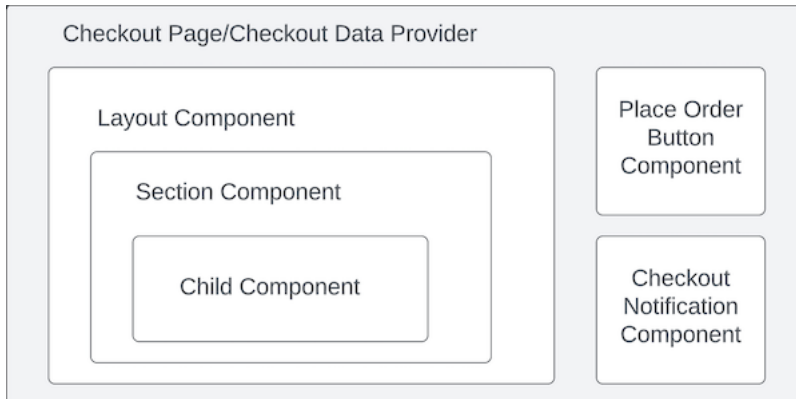 Checkout Page/Checkout Data Provider
Layout Component
Section Component
Child Component
Place Order
Button
Component
Checkout
Notification
Component